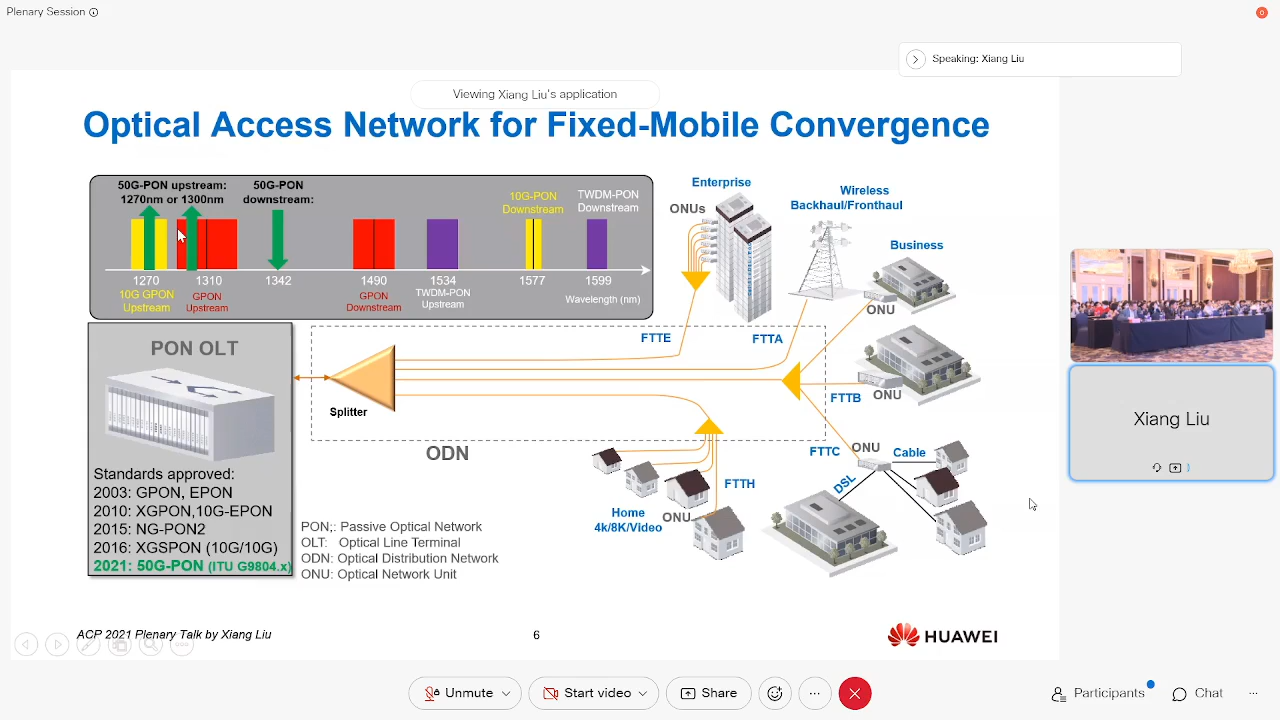 Plenary Session
Speaking: Xiang Liu
Viewing Xiang Liu's application
Optical Access Network for Fixed-Mobile Convergence
50G-PON upstream:
1270nm or 1300nm
50G-PON
downstream:
10G-PON
Downstream
TWDM-PON
Downstream
1270
1310
1342
1490
1534
1577
1599
10G GPON
Upstream
GPON
Upstream
GPON
Downstream
TWDM-PON
Upstream
Wavelength (nm)
Enterprise
ONUs
Wireless
Backhaul/Fronthaul
Business
ONU
FTTE
FTTA
PON OLT
Splitter
ODN
FTTB
ONU
FTTC
ONU
Cable
DSL
FTTH
Home
4k/8K/Video
ONU
Standards approved:
2003: GPON, EPON
2010: XGPON,10G-EPON
2015: NG-PON2
2016: XGSPON (10G/10G)
2021: 50G-PON (ITU G9804.x)
PON;: Passive Optical Network
OLT: Optical Line Terminal
ODN: Optical Distribution Network
ONU: Optical Network Unit
ACP 2021 Plenary Talk by Xiang Liu
6
HUAWEI
Xiang Liu
Unmute
Start video
Share
Participants
Chat